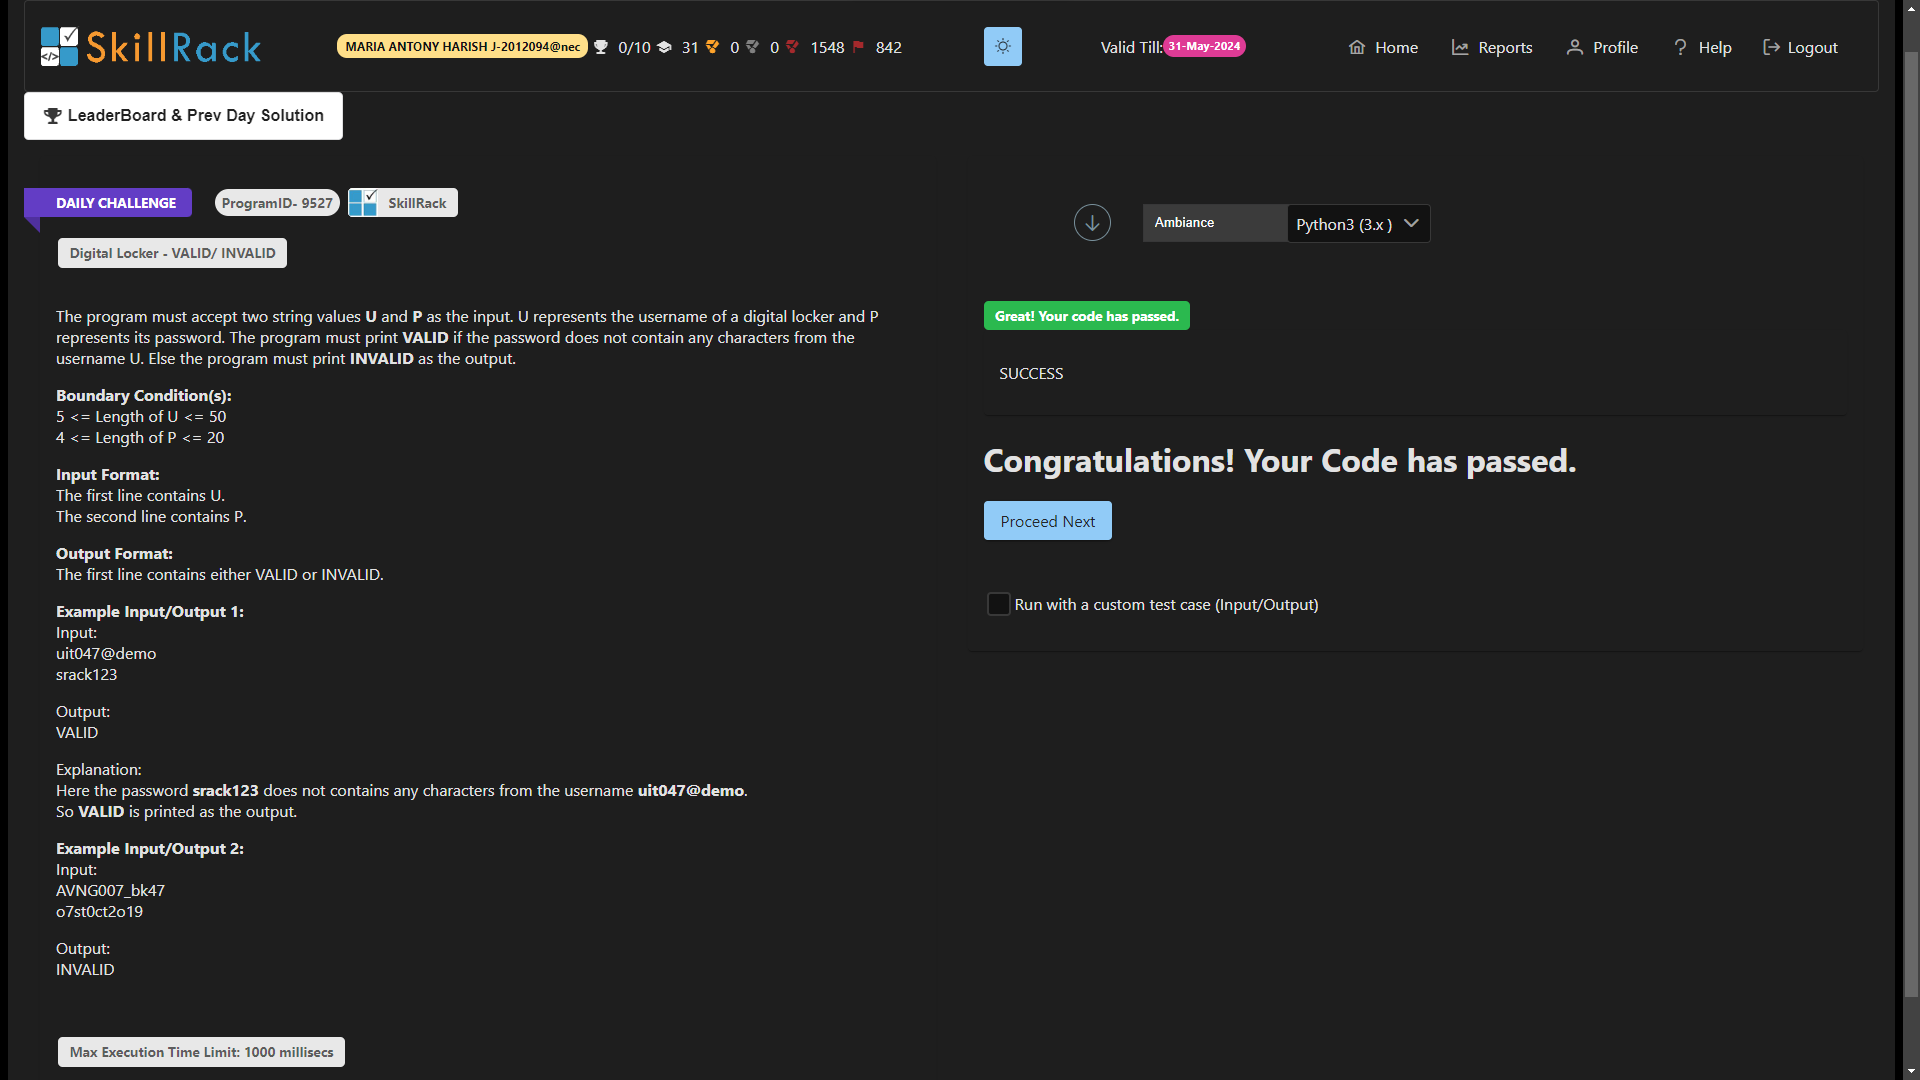 SkillRack
MARIA ANTONY HARISH J-2012094@nec 0/10 31 0 0 1548 842
Valid Till: 31-May-2024
Home Reports Profile Help Logout
LeaderBoard & Prev Day Solution
DAILY CHALLENGE ProgramID- 9527 SkillRack
Digital Locker - VALID/ INVALID
The program must accept two string values U and P as the input. U represents the username of a digital locker and P
represents its password. The program must print VALID if the password does not contain any characters from the
username U. Else the program must print INVALID as the output.
Boundary Condition(s):
5 <= Length of U <= 50
4 <= Length of P <= 20
Input Format:
The first line contains U.
The second line contains P.
Output Format:
The first line contains either VALID or INVALID.
Example Input/Output 1:
Input:
uit047@demo
srack123
Output:
VALID
Explanation:
Here the password srack123 does not contains any characters from the username uit047@demo.
So VALID is printed as the output.
Example Input/Output 2:
Input:
AVNG007_bk47
o7st0ct2o19
Output:
INVALID
Max Execution Time Limit: 1000 millisecs
Ambiance Python3 (3.x )
Great! Your code has passed.
SUCCESS
Congratulations! Your Code has passed.
Proceed Next
Run with a custom test case (Input/Output)